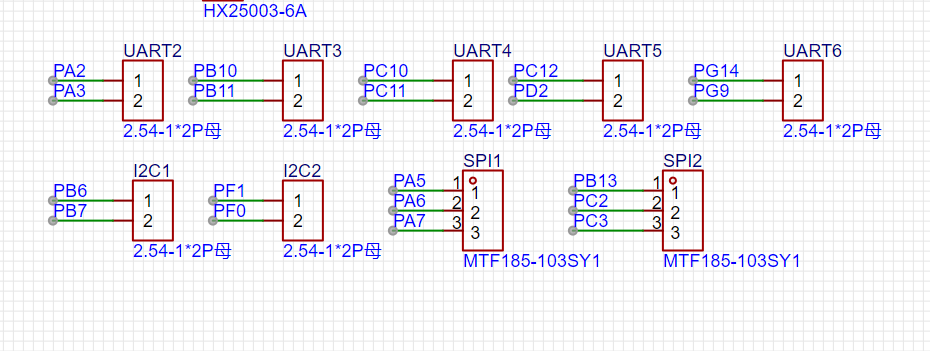 HX25003-6A
UART2
PA2
PA3
1
2
2.54-1*2P母
UART3
PB10
PB11
1
2
2.54-1*2P母
UART4
PC10
PC11
1
2
2.54-1*2P母
UART5
PC12
PD2
1
2
2.54-1*2P母
UART6
PG14
PG9
1
2
2.54-1*2P母
I2C1
PB6
PB7
1
2
2.54-1*2P母
I2C2
PF1
PF0
1
2
2.54-1*2P母
SPI1
PA5 1 1
PA6 2 2
PA7 3 3
MTF185-103SY1
SPI2
PB13 1 1
PC2 2 2
PC3 3 3
MTF185-103SY1